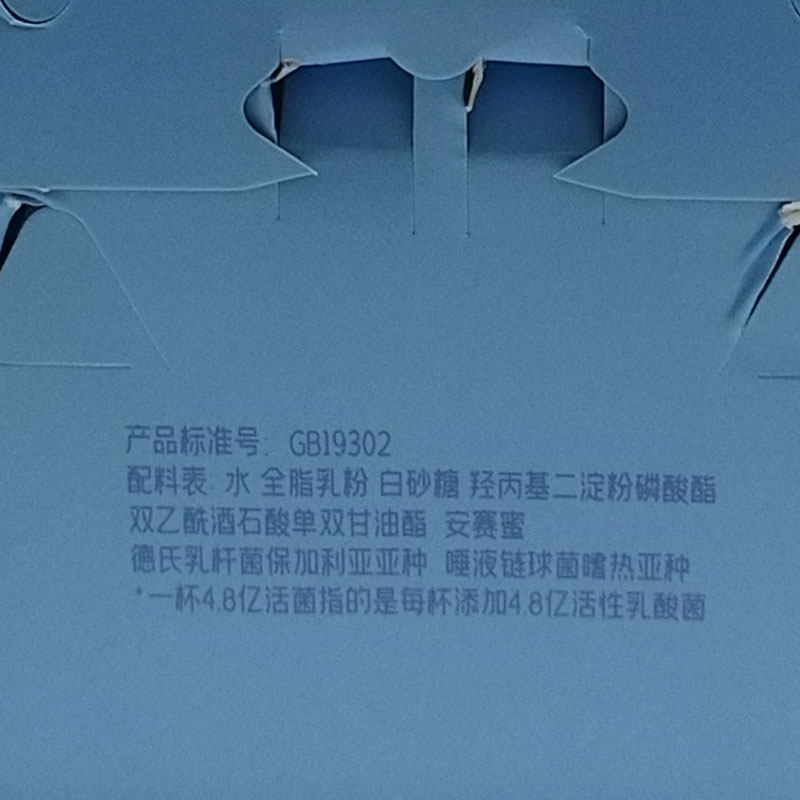 产品标准号: GB19302
配料表: 水 全脂乳粉 白砂糖 羟丙基二淀粉磷酸酯
双乙酰酒石酸单双甘油酯 安赛蜜
德氏乳杆菌保加利亚亚种 唾液链球菌嗜热亚种
*一杯4.8亿活菌指的是每杯添加4.8亿活性乳酸菌